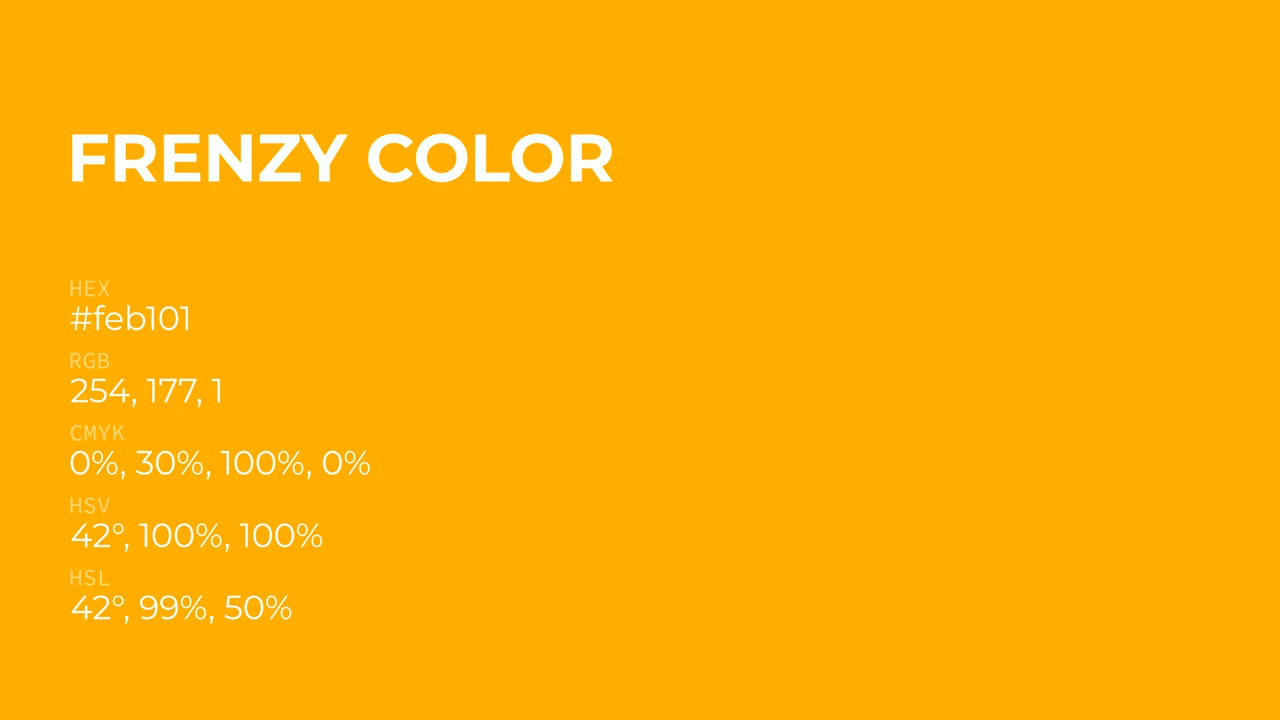 FRENZY COLOR
HEX
#feb101
RGB
254, 177, 1
CMYK
0%, 30%, 100%, 0%
HSV
42°, 100%, 100%
HSL
42°, 99%, 50%